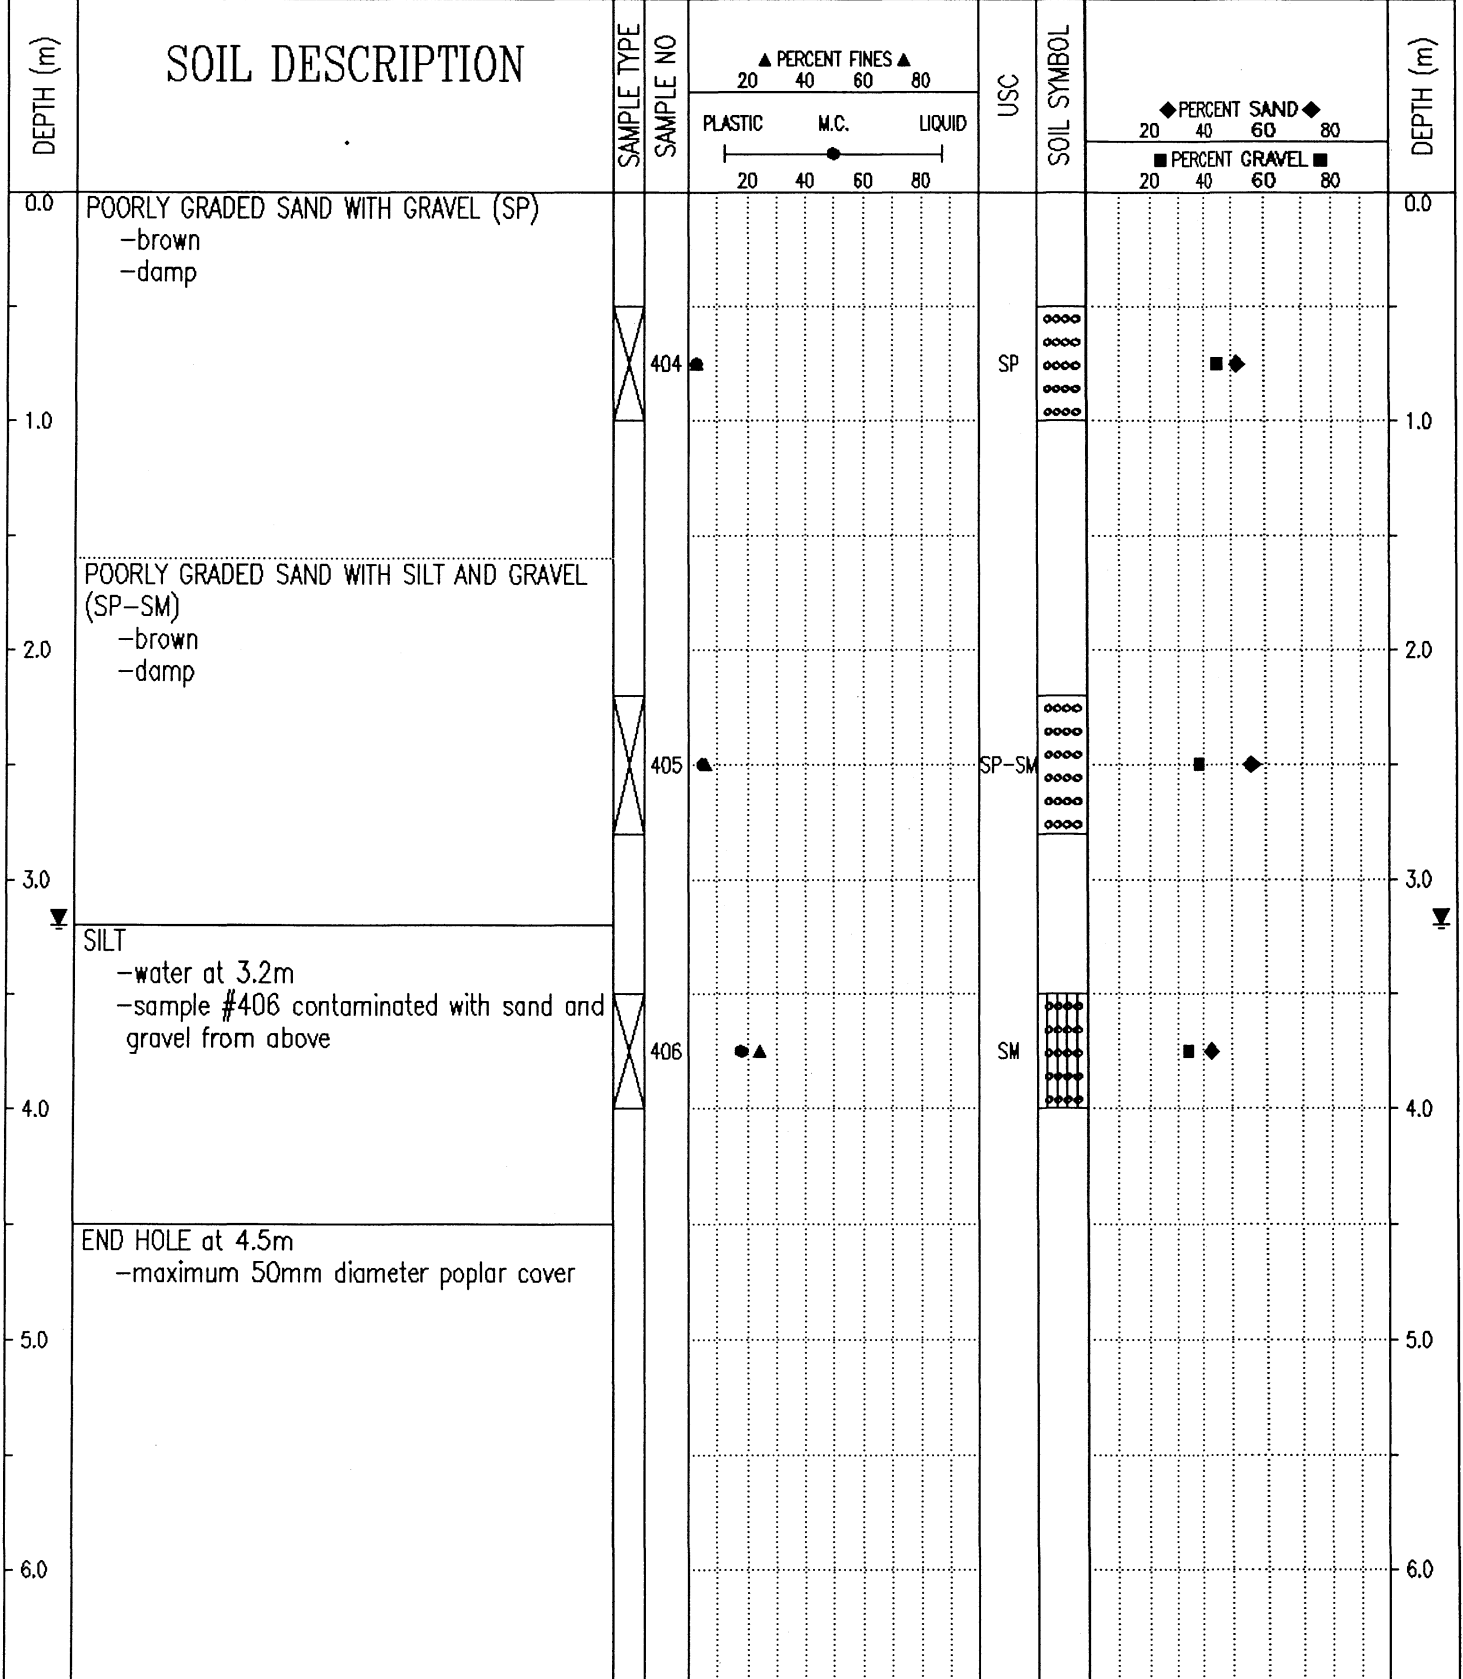 DEPTH (m)
SOIL DESCRIPTION
SAMPLE TYPE
SAMPLE NO
▲ PERCENT FINES ▲
20 40 60 80
PLASTIC M.C. LIQUID
20 40 60 80
USC
SOIL SYMBOL
◆PERCENT SAND◆
20 40 60 80
■ PERCENT GRAVEL ■
20 40 60 80
DEPTH (m)
0.0
POORLY GRADED SAND WITH GRAVEL (SP)
0.0
-brown
-damp
404
SP
1.0
1.0
POORLY GRADED SAND WITH SILT AND GRAVEL
(SP-SM)
-brown
2.0
2.0
-damp
405
SP-SM
3.0
3.0
SILT
-water at 3.2m
-sample #406 contaminated with sand and
gravel from above
406
SM
4.0
4.0
END HOLE at 4.5m
-maximum 50mm diameter poplar cover
5.0
5.0
6.0
6.0